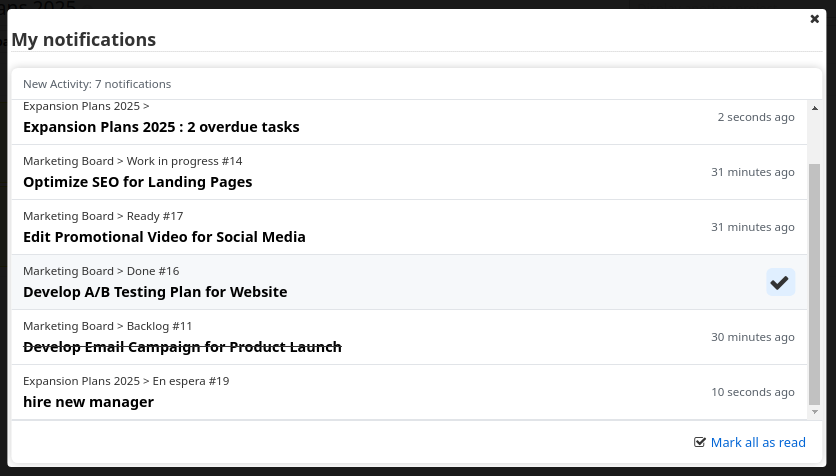 My notifications
New Activity: 7 notifications
Expansion Plans 2025 >
Expansion Plans 2025 : 2 overdue tasks
2 seconds ago
Marketing Board > Work in progress #14
Optimize SEO for Landing Pages
31 minutes ago
Marketing Board > Ready #17
Edit Promotional Video for Social Media
31 minutes ago
Marketing Board > Done #16
Develop A/B Testing Plan for Website
Marketing Board > Backlog #11
Develop Email Campaign for Product Launch
30 minutes ago
Expansion Plans 2025 > En espera #19
hire new manager
10 seconds ago
Mark all as read